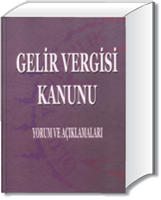 GELİR VERGİSİ
KANUNU
YORUM VE AÇIKLAMALARI